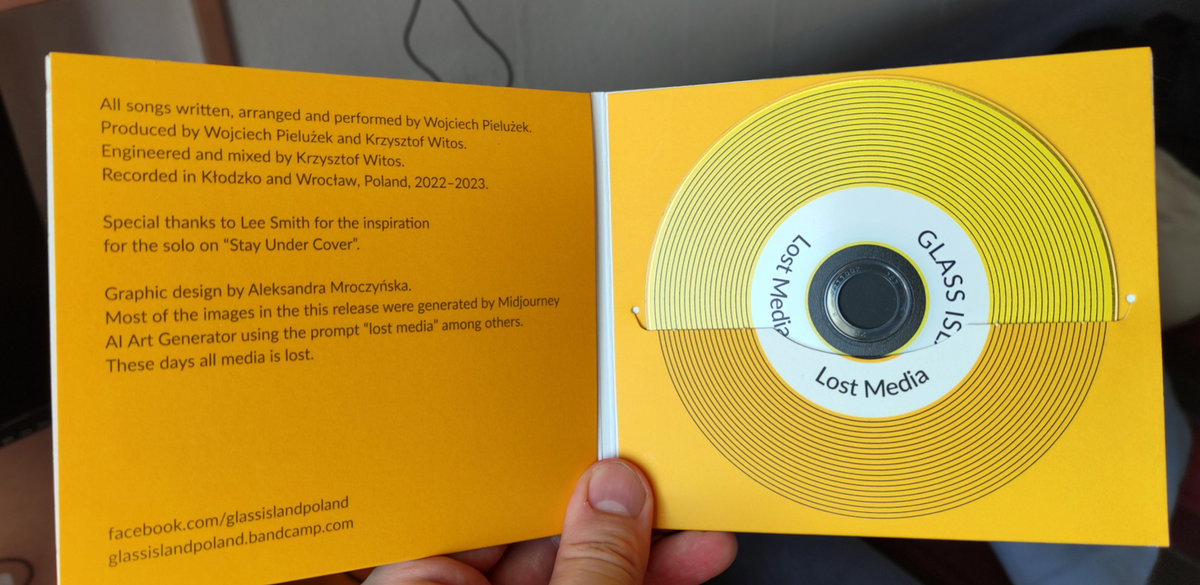 All songs written, arranged and performed by Wojciech Pielużek.
Produced by Wojciech Pielużek and Krzysztof Witos.
Engineered and mixed by Krzysztof Witos.
Recorded in Kłodzko and Wrocław, Poland, 2022–2023.
Special thanks to Lee Smith for the inspiration
for the solo on “Stay Under Cover”.
Graphic design by Aleksandra Mroczyńska.
Most of the images in the this release were generated by Midjourney
AI Art Generator using the prompt “lost media” among others.
These days all media is lost.
facebook.com/glassislandpoland
glassislandpoland.bandcamp.com
Lost Media
GLASS ISL
Lost Media